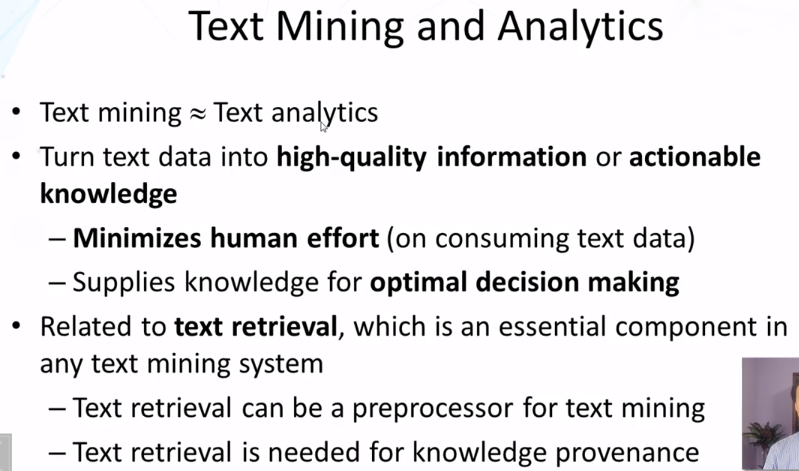 Text Mining and Analytics
• Text mining ≈ Text analytics
• Turn text data into high-quality information or actionable
knowledge
– Minimizes human effort (on consuming text data)
– Supplies knowledge for optimal decision making
• Related to text retrieval, which is an essential component in
any text mining system
– Text retrieval can be a preprocessor for text mining
– Text retrieval is needed for knowledge provenance